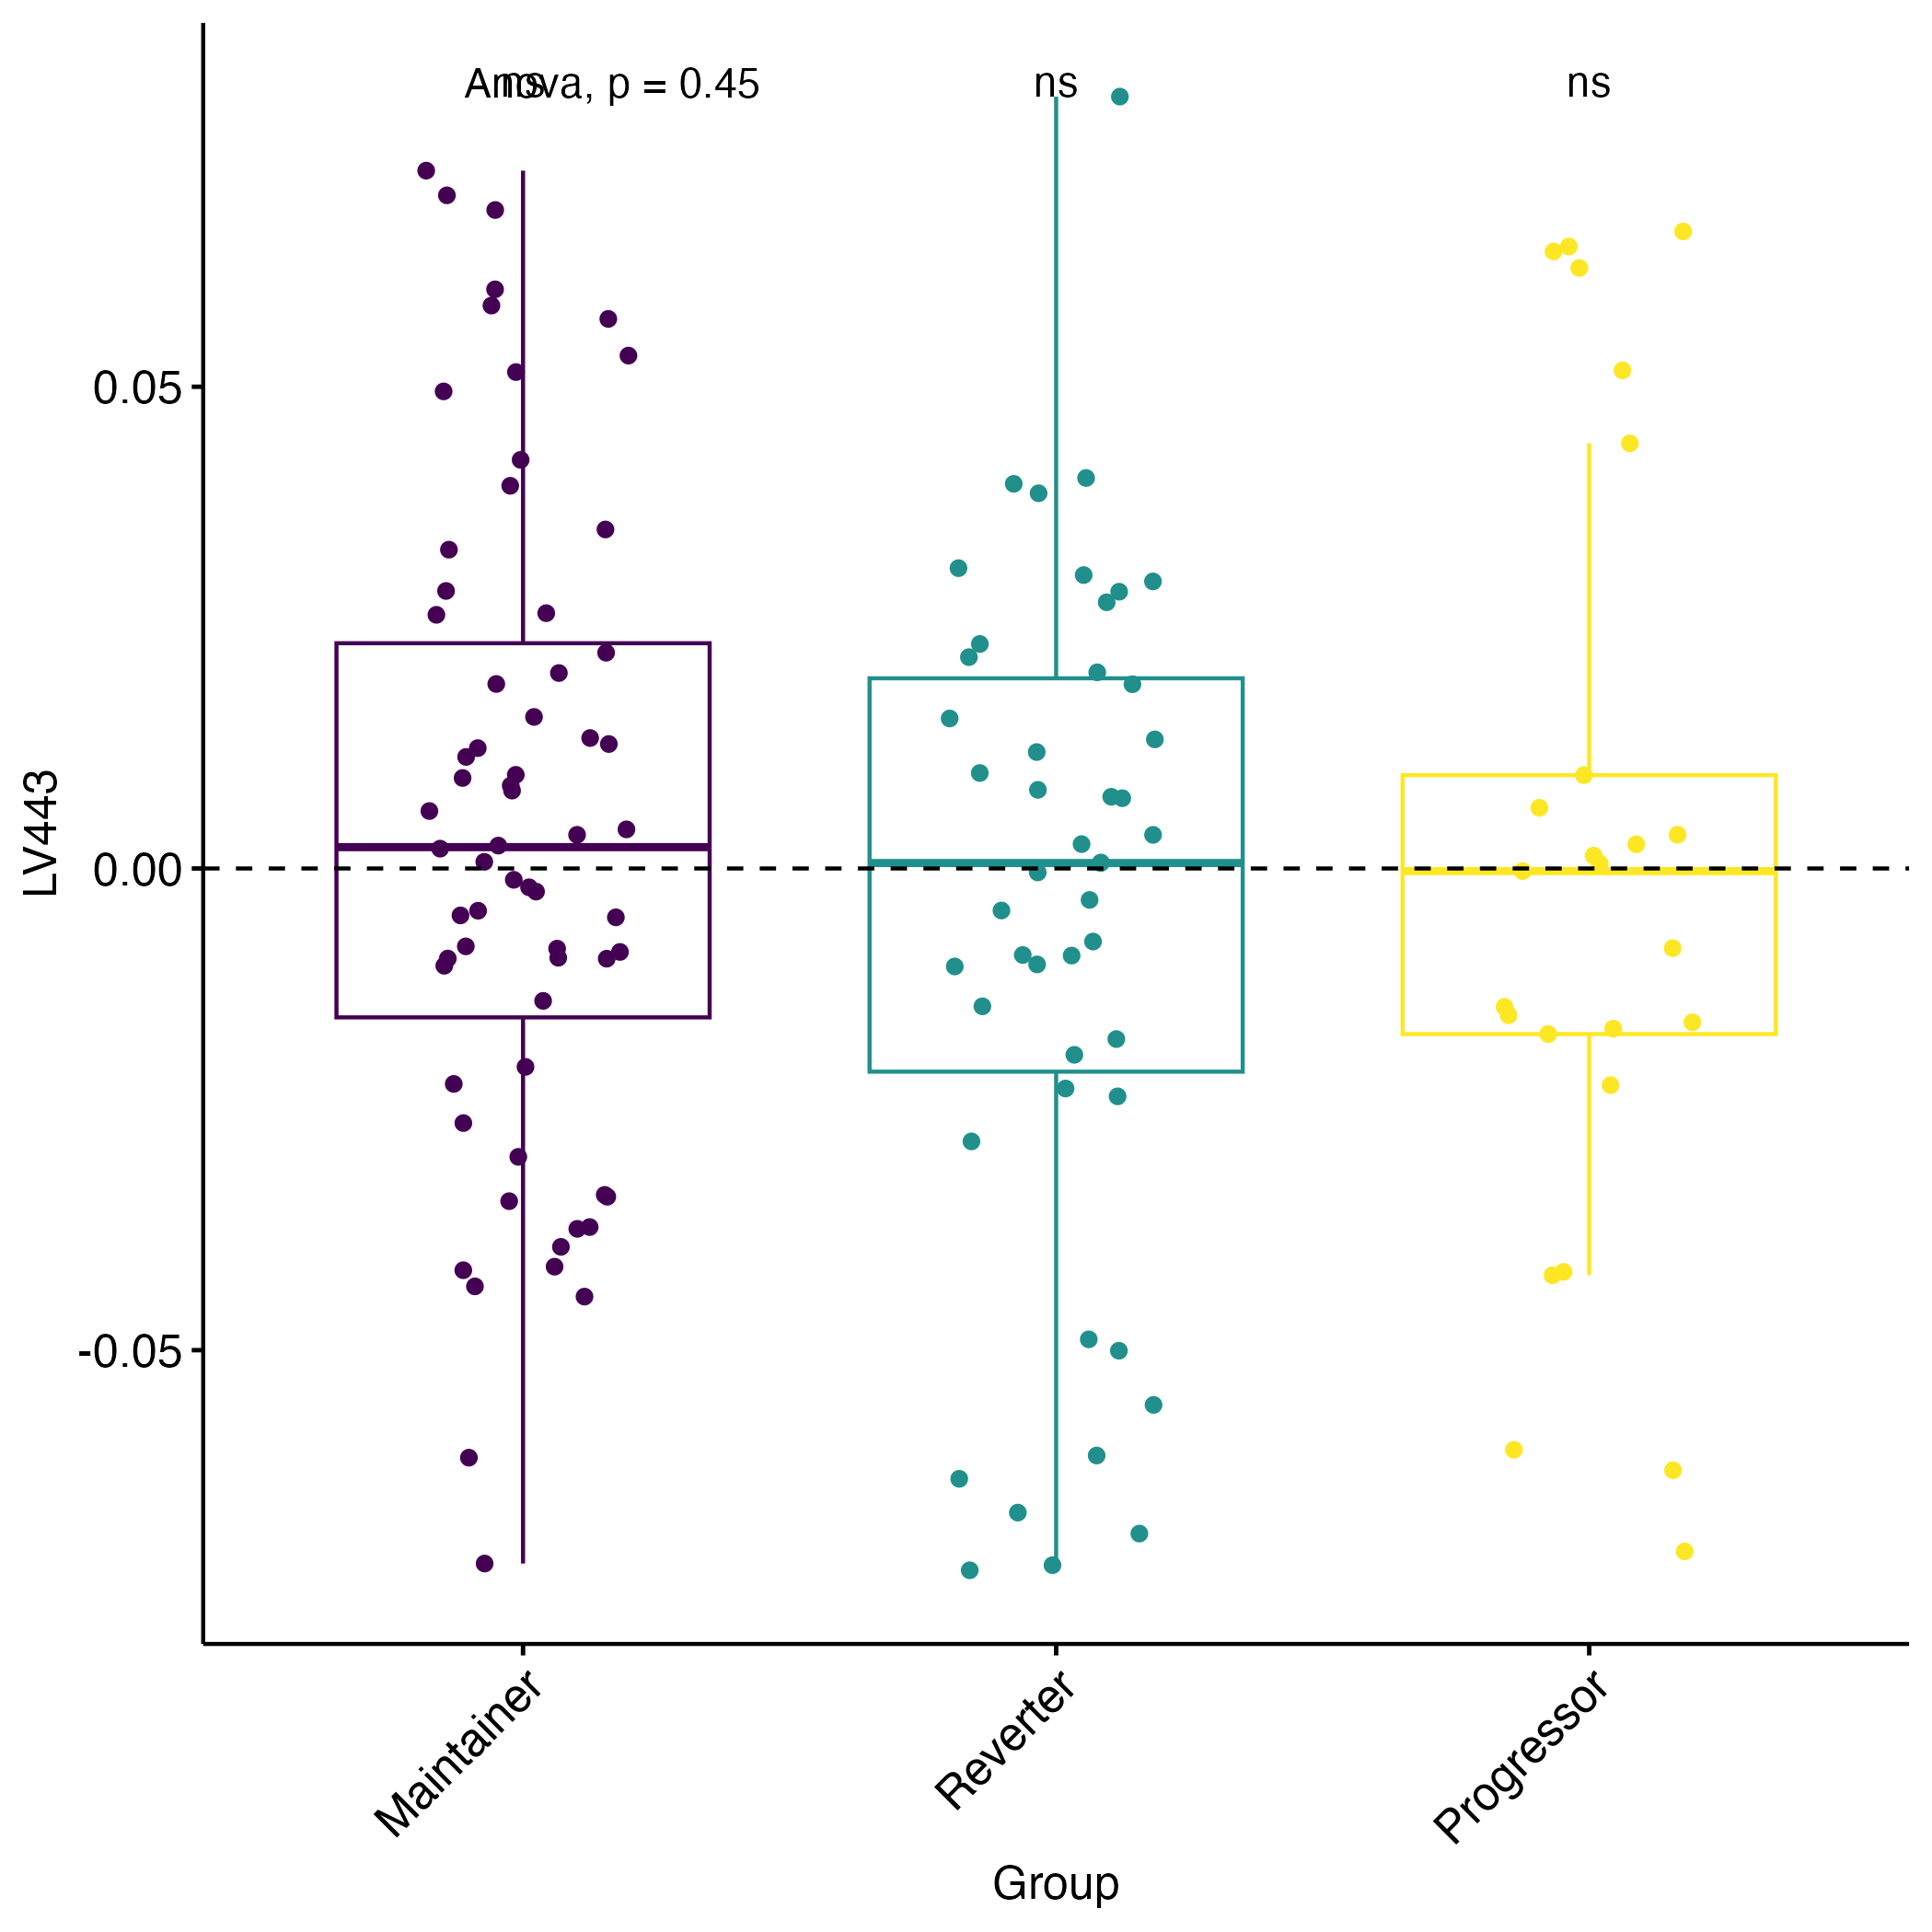 Anova, p = 0.45
ns
ns
ns
LV443
0.05
0.00
-0.05
Maintainer
Reverter
Progressor
Group